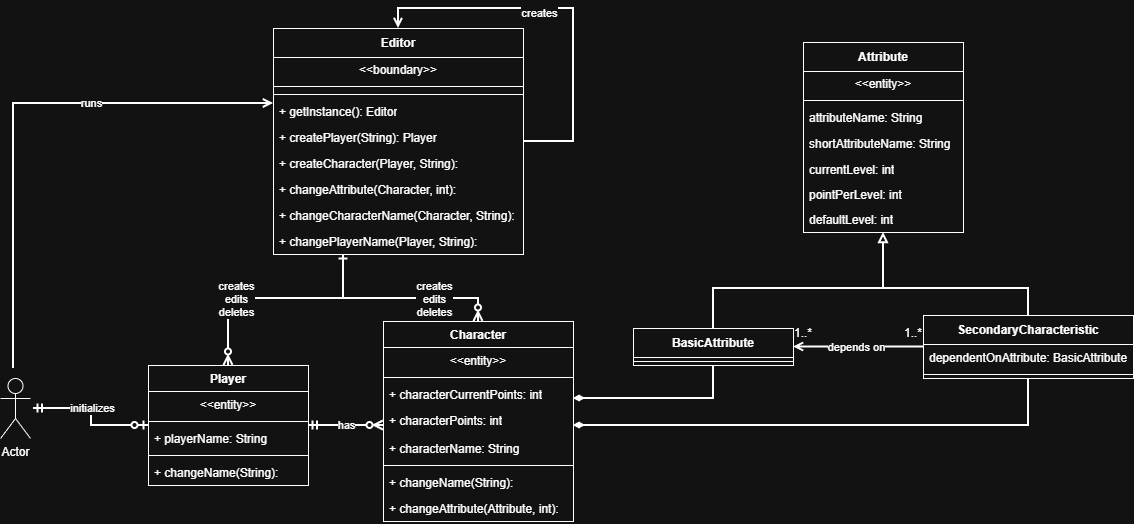 creates
Editor
<<boundary>>
+ getInstance(): Editor
+ createPlayer(String): Player
+ createCharacter(Player, String):
+ changeAttribute(Character, int):
+ changeCharacterName(Character, String):
+ changePlayerName(Player, String):
runs
Attribute
<<entity>>
attributeName: String
shortAttributeName: String
currentLevel: int
pointPerLevel: int
defaultLevel: int
creates
edits
deletes
creates
edits
deletes
Player
<<entity>>
+ playerName: String
+ changeName(String):
initializes
Actor
has
Character
<<entity>>
+ characterCurrentPoints: int
+ characterPoints: int
+ characterName: String
+ changeName(String):
+ changeAttribute(Attribute, int):
BasicAttribute
1..*
depends on
1..*
SecondaryCharacteristic
dependentOnAttribute: BasicAttribute